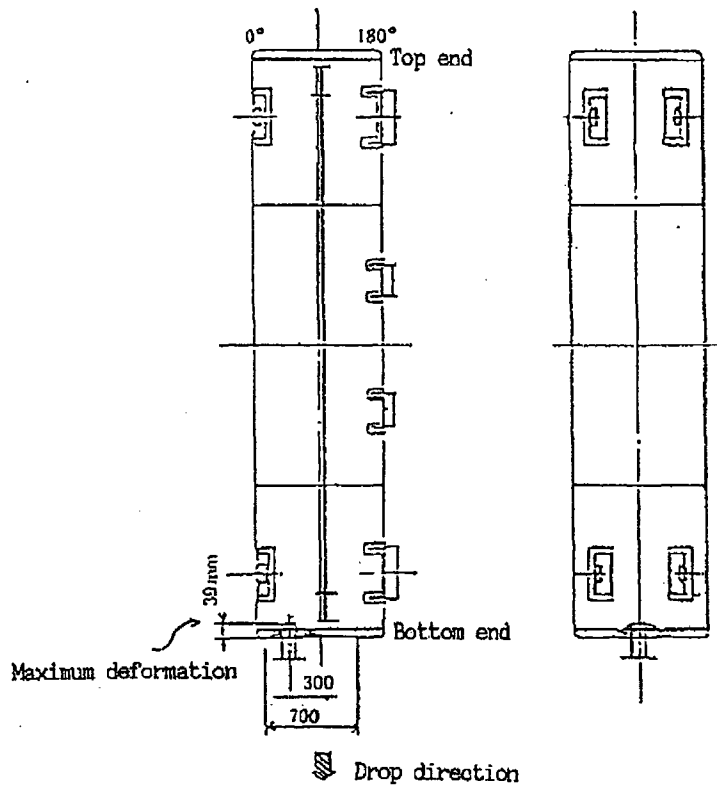 0° 180°
Top end
39mm
Bottom end
Maximum deformation
300
700
Drop direction